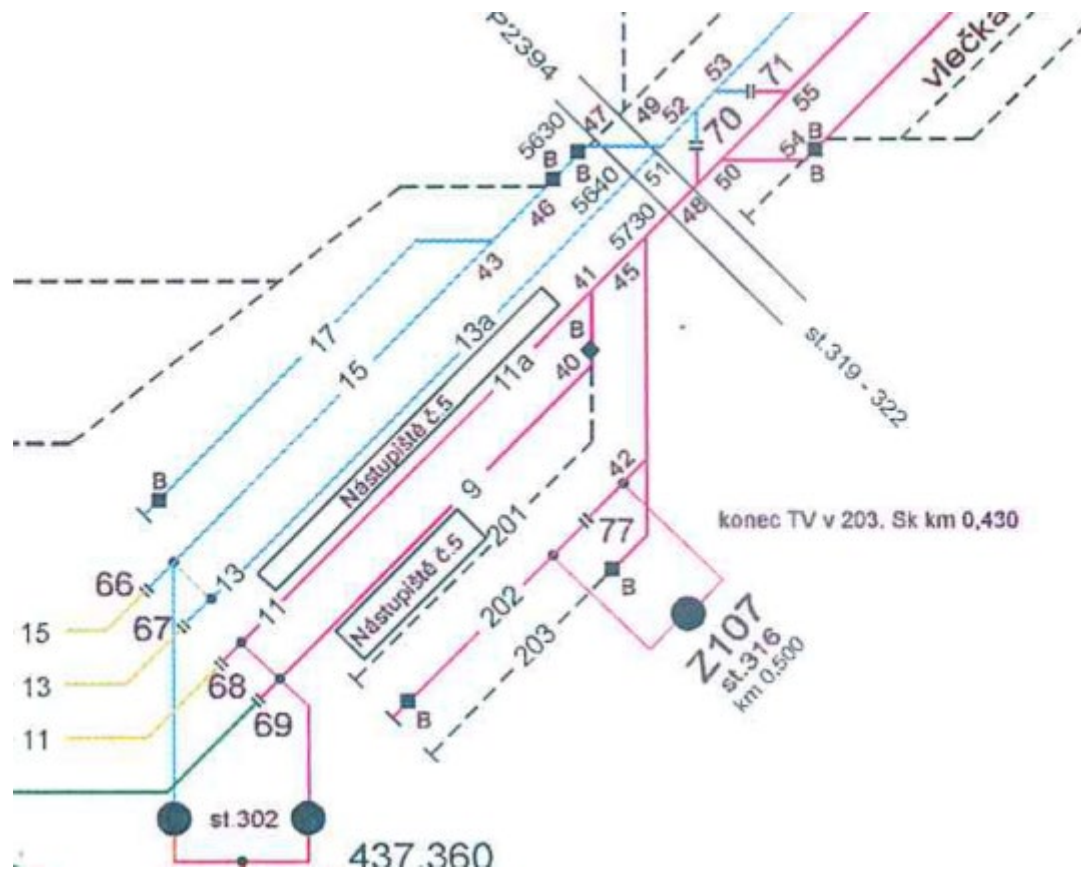 P2394
53
71
vlečka
47
49
52
70
55
5630
54
B
B
B
B
5640
51
50
46
48
5730
43
41
45
13a
17
B
st.319 - 322
11a
40
15
Nástupiště č.5
B
9
42
201
77
konec TV v 203. Sk km 0,430
66
13
Nástupiště č.5
B
11
202
15
67
203
Z107
st.316
km 0,500
13
68
69
B
11
st.302
437,360